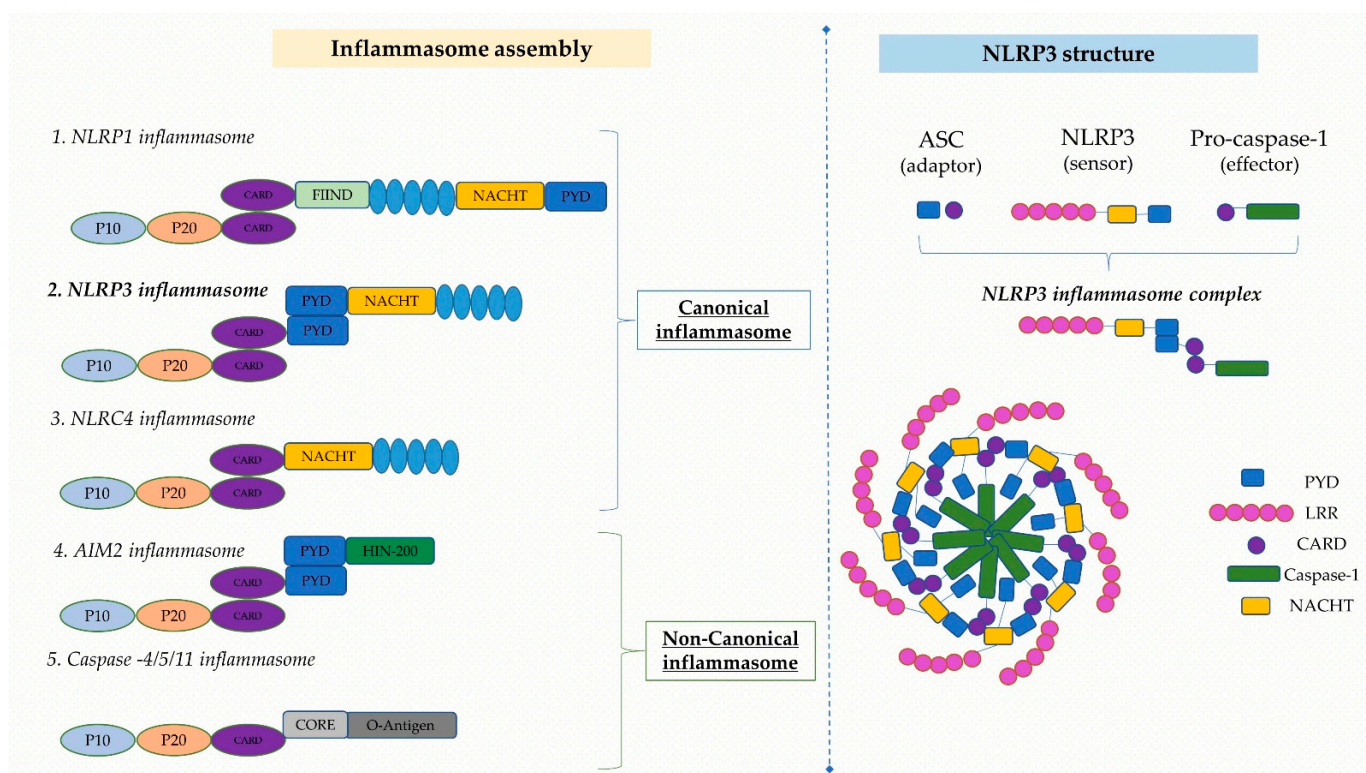 Inflammasome assembly
1. NLRP1 inflammasome
CARD
FIIND
NACHT
PYD
P10
P20
CARD
2. NLRP3 inflammasome
PYD
NACHT
CARD
PYD
P10
P20
CARD
3. NLRC4 inflammasome
CARD
NACHT
P10
P20
CARD
Canonical
inflammasome
4. AIM2 inflammasome
PYD
HIN-200
CARD
PYD
P10
P20
CARD
5. Caspase -4/5/11 inflammasome
CORE
O-Antigen
P10
P20
CARD
Non-Canonical
inflammasome
NLRP3 structure
ASC
(adaptor)
NLRP3
(sensor)
Pro-caspase-1
(effector)
NLRP3 inflammasome complex
PYD
LRR
CARD
Caspase-1
NACHT